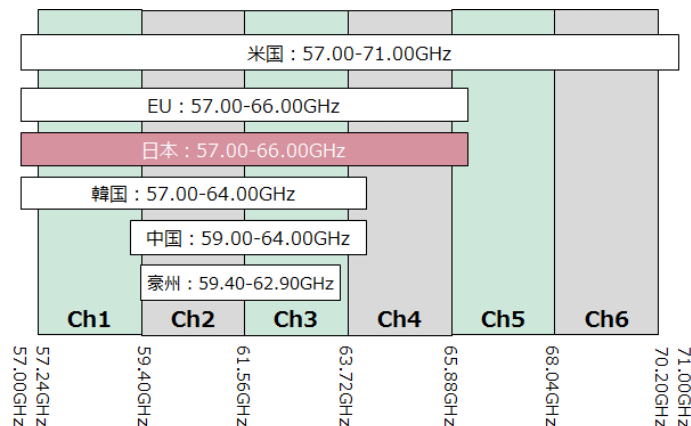 米国：57.00-71.00GHz
EU：57.00-66.00GHz
日本：57.00-66.00GHz
韓国：57.00-64.00GHz
中国：59.00-64.00GHz
豪州：59.40-62.90GHz
Ch1 Ch2 Ch3 Ch4 Ch5 Ch6
57.00GHz
57.24GHz
59.40GHz
61.56GHz
63.72GHz
65.88GHz
68.04GHz
70.20GHz
71.00GHz